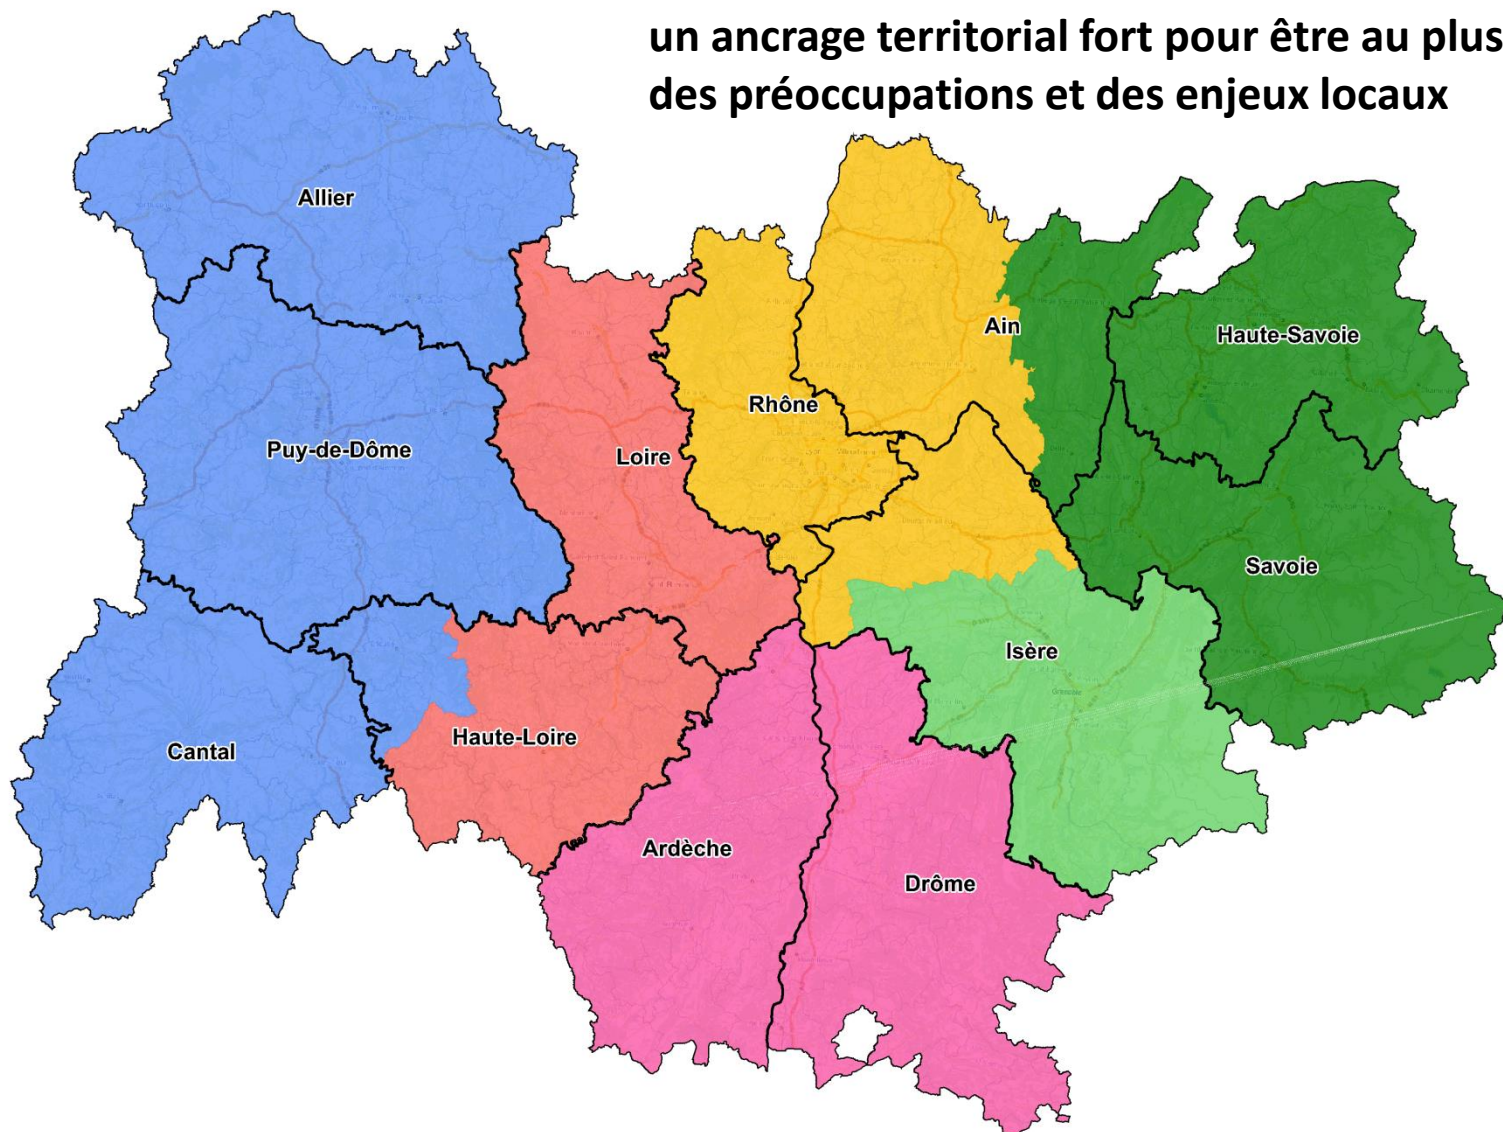 un ancrage territorial fort pour être au plus
des préoccupations et des enjeux locaux
Allier
Ain
Haute-Savoie
Rhône
Puy-de-Dôme
Loire
Savoie
Isère
Grenoble
Cantal
Haute-Loire
Ardèche
Drôme